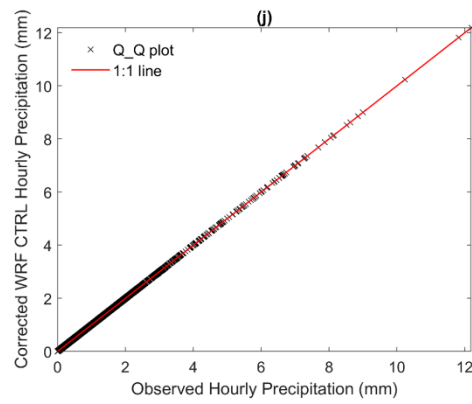 (j)
Q_Q plot
1:1 line
Corrected WRF CTRL Hourly Precipitation (mm)
12
10
8
6
4
2
0
0 2 4 6 8 10 12
Observed Hourly Precipitation (mm)